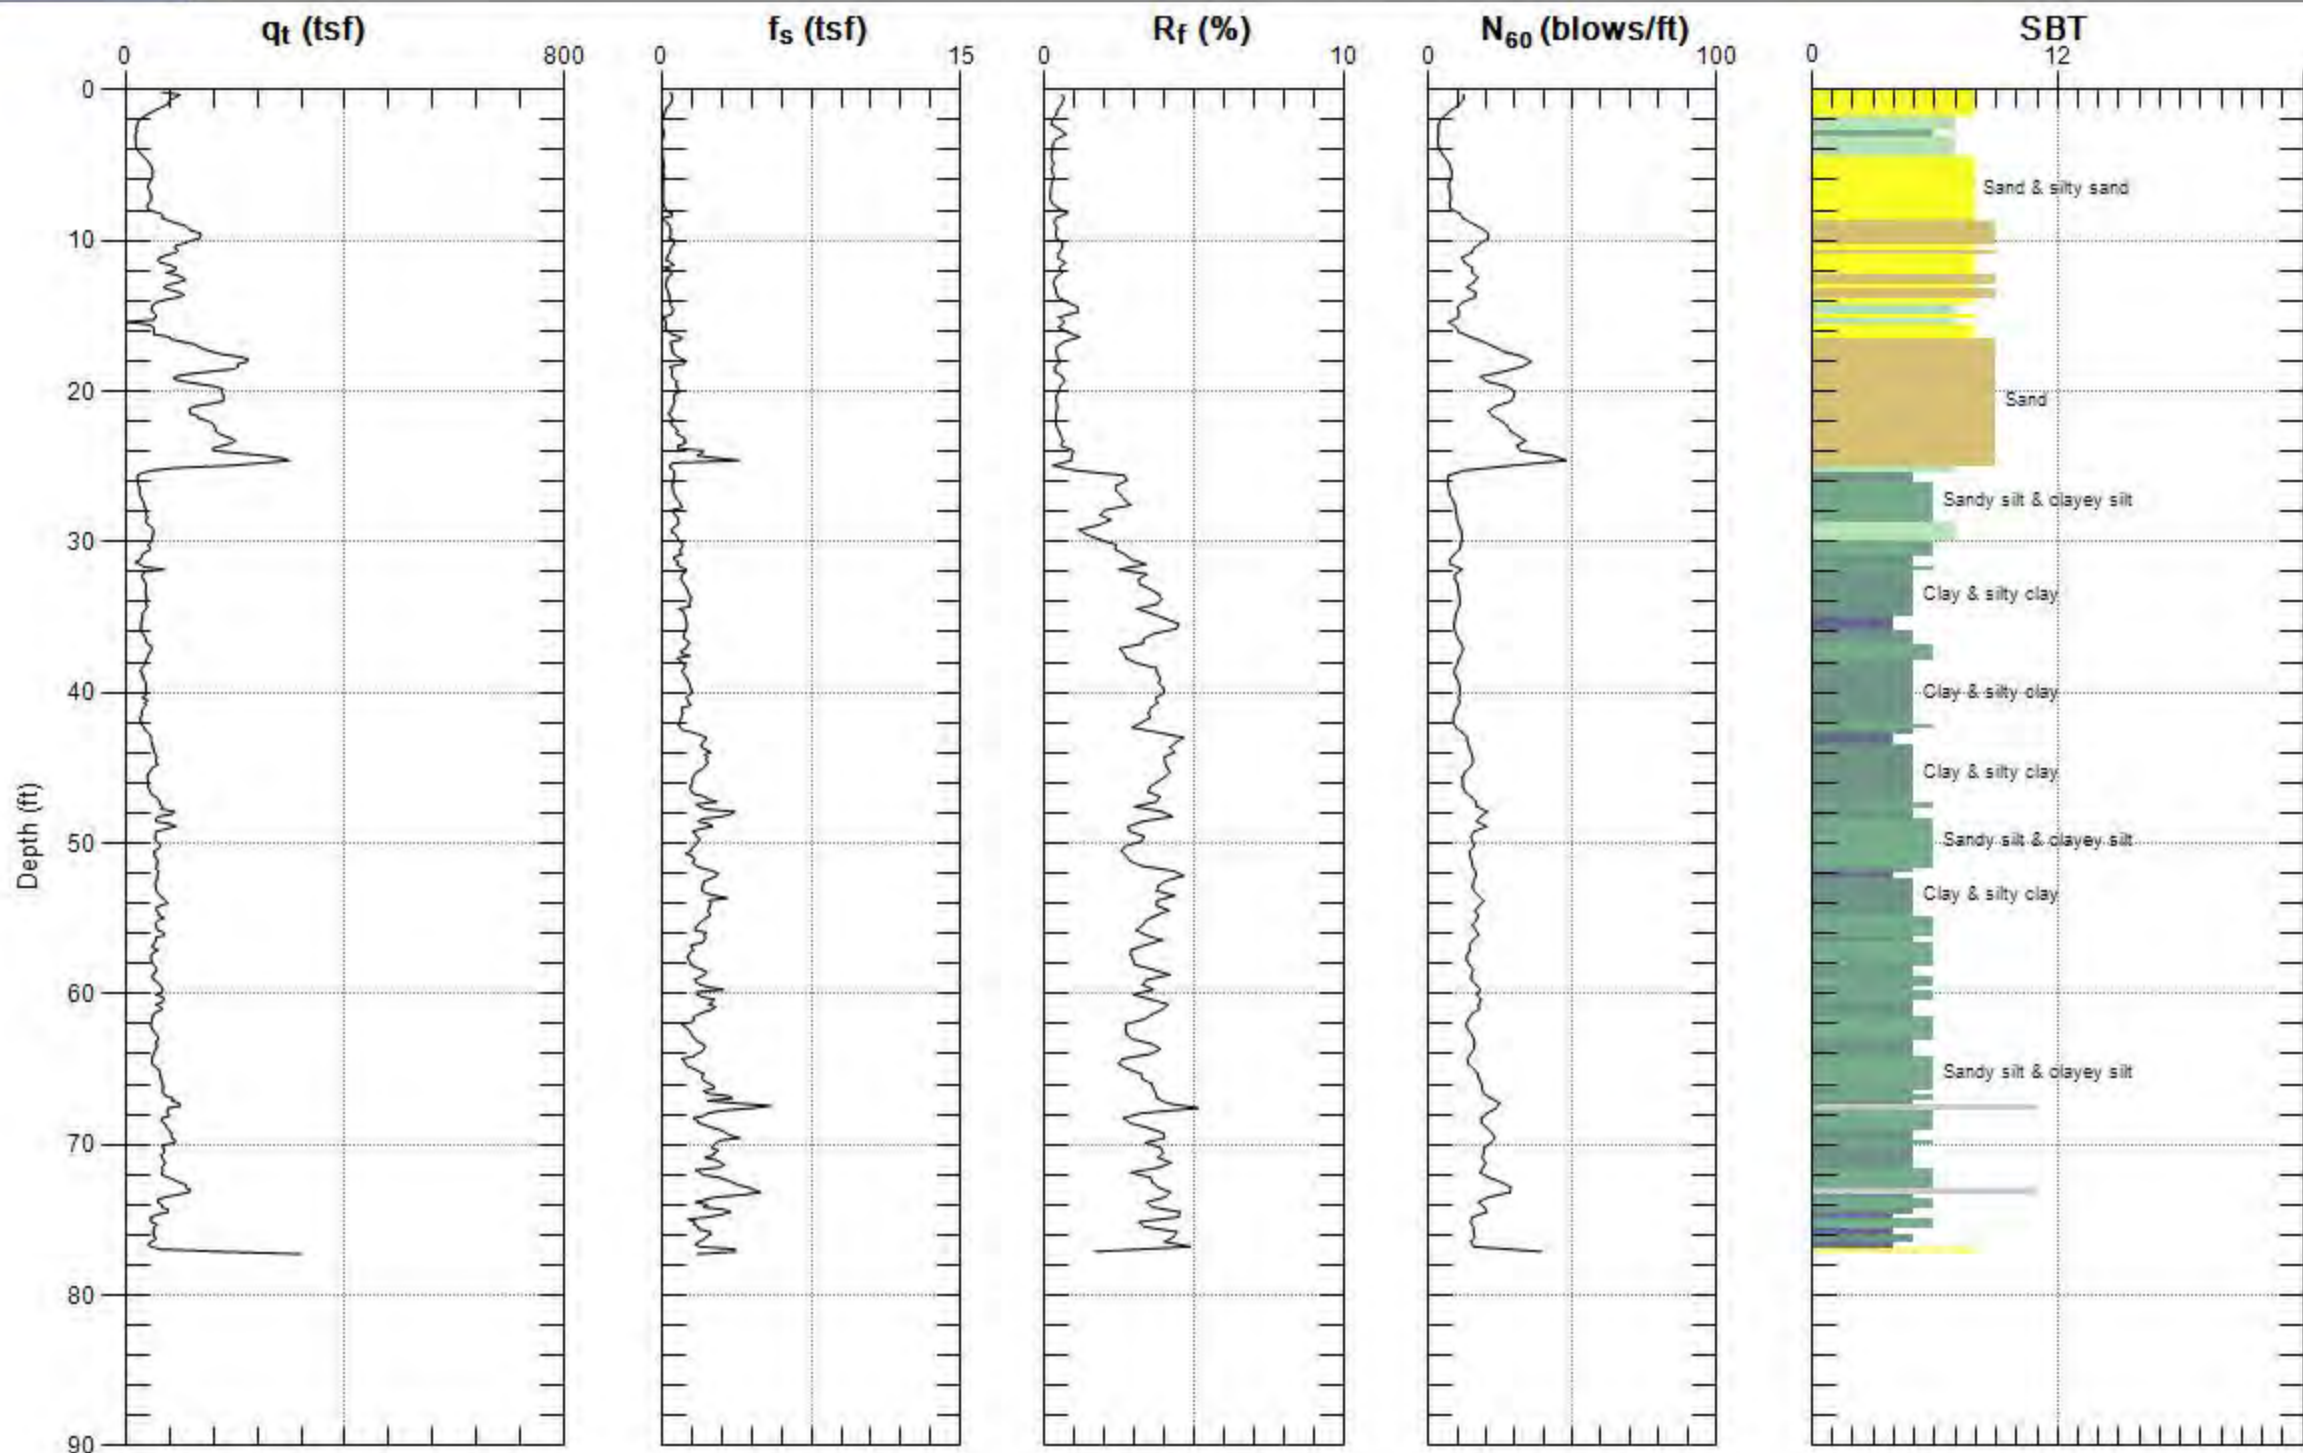 qt (tsf) fs (tsf) Rf (%) N60 (blows/ft) SBT
0 800 0 15 0 10 0 100 0 12
0
Sand & silty sand
10
20
Sand
Sandy silt & clayey silt
30
Clay & silty clay
40
Clay & silty clay
Clay & silty clay
50
Sandy silt & clayey silt
Depth (ft)
Clay & silty clay
60
Sandy silt & clayey silt
70
80
90